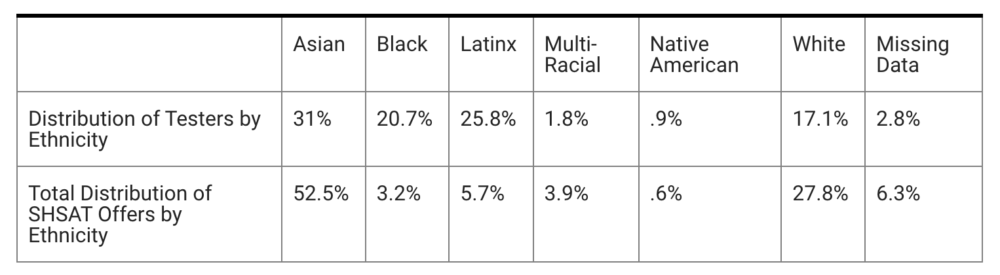 Asian Black Latinx Multi- Native White Missing
Racial American Data
Distribution of Testers by 31% 20.7% 25.8% 1.8% .9% 17.1% 2.8%
Ethnicity
Total Distribution of 52.5% 3.2% 5.7% 3.9% .6% 27.8% 6.3%
SHSAT Offers by
Ethnicity